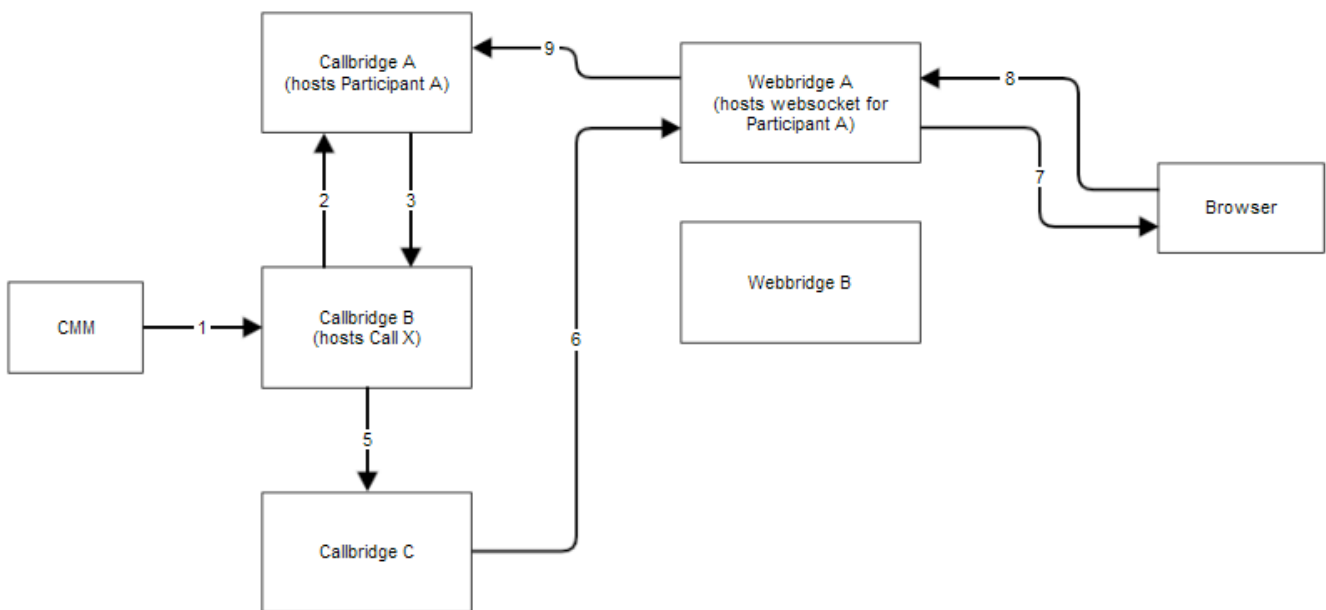 Callbridge A
(hosts Participant A)
9
Webbridge A
(hosts websocket for
Participant A)
8
2
3
7
Browser
Webbridge B
CMM
1
Callbridge B
(hosts Call X)
6
5
Callbridge C